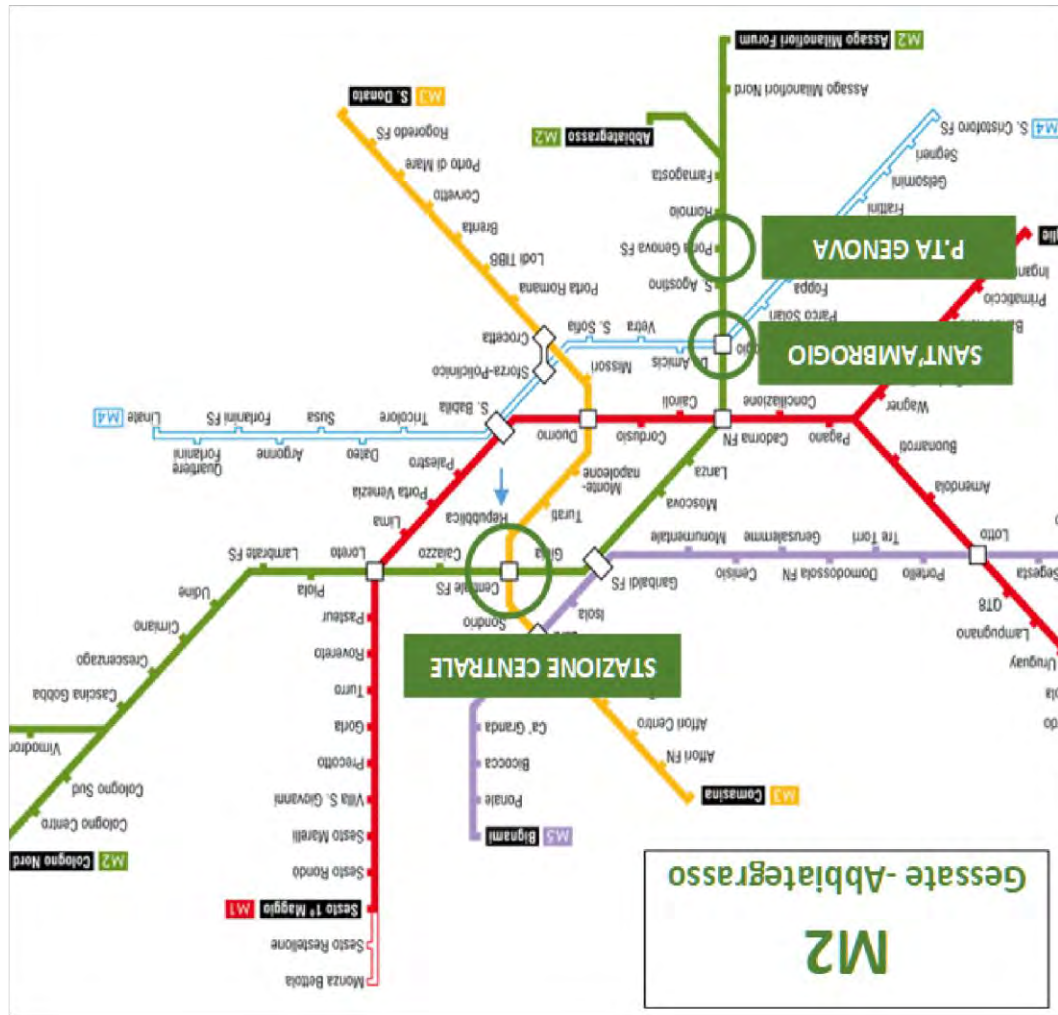 M2
Gessate -Abbiategrasso
Monza Bettola
Sesto Restellone
M1 Sesto 1° Maggio
Sesto Rondò
Sesto Marelli
Villa S. Giovanni
Precotto
Gorla
Turro
Rovereto
Pasteur
Loreto
Lima
Porta Venezia
Palestro
S. Babila
M5 Bignami
Ponale
Bicocca
Ca' Granda
Isola
Garibaldi FS
Monumentale
Cenisio
Gerusalemme
Domodossola FN
Tre Torri
Portello
Lotto
Segesta
M3 Comasina
Affori FN
Affori Centro
STAZIONE CENTRALE
Sondrio
Centrale FS
Repubblica
Turati
Monte-
napoleone
Duomo
Missori
Crocetta
Porta Romana
Lodi TIBB
Brenta
Corvetto
Porto di Mare
Rogoredo FS
M3 S. Donato
M2 Cologno Nord
Cologno Centro
Cologno Sud
Cascina Gobba
Crescenzago
Cimiano
Udine
Lambrate FS
Piola
Caiazzo
Gioia
Moscova
Lanza
Cadorna FN
SANT'AMBROGIO
S. Agostino
P.TA GENOVA
Porta Genova FS
Romolo
Famagosta
M2 Abbiategrasso
Assago Milanofiori Nord
M2 Assago Milanofiori Forum
Uruguay
Lampugnano
QT8
Amendola
Buonarroti
Pagano
Conciliazione
Cairoli
Cordusio
Wagner
Primaticcio
M4 Linate
Quartiere
Forlanini
Forlanini FS
Argonne
Susa
Dateo
Tricolore
Sforza-Policlinico
S. Sofia
Vetra
De Amicis
Parco Solari
Foppa
Frattini
Gelsomini
Segneri
M4 S. Cristoforo FS